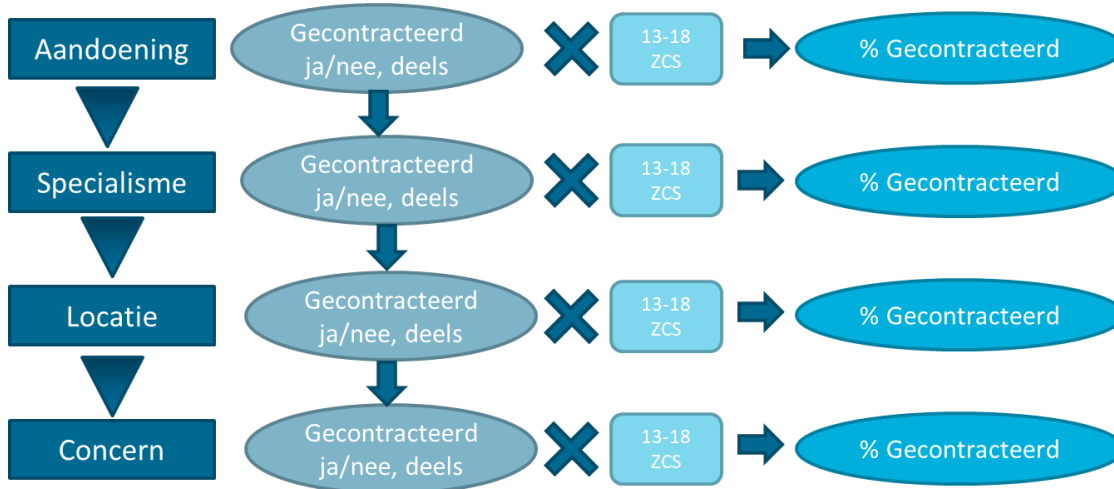 Aandoening
Gecontracteerd
ja/nee, deels
13-18
ZCS
% Gecontracteerd
Specialisme
Gecontracteerd
ja/nee, deels
13-18
ZCS
% Gecontracteerd
Locatie
Gecontracteerd
ja/nee, deels
13-18
ZCS
% Gecontracteerd
Concern
Gecontracteerd
ja/nee, deels
13-18
ZCS
% Gecontracteerd